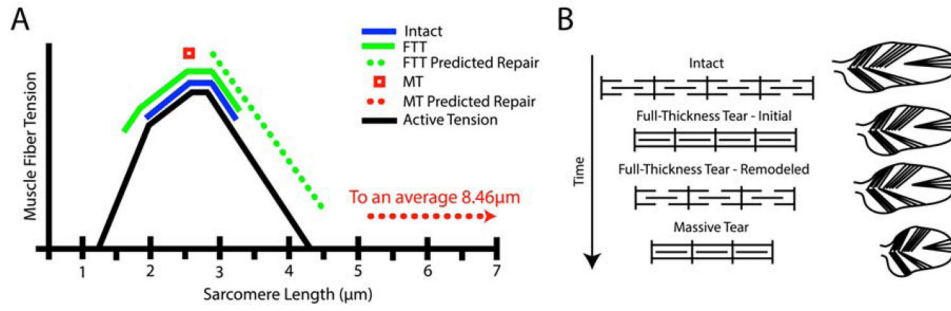 A
Muscle Fiber Tension
Intact
FTT
FTT Predicted Repair
MT
MT Predicted Repair
Active Tension
To an average 8.46µm
1 2 3 4 5 6 7
Sarcomere Length (µm)
B
Time
Intact
Full-Thickness Tear - Initial
Full-Thickness Tear - Remodeled
Massive Tear